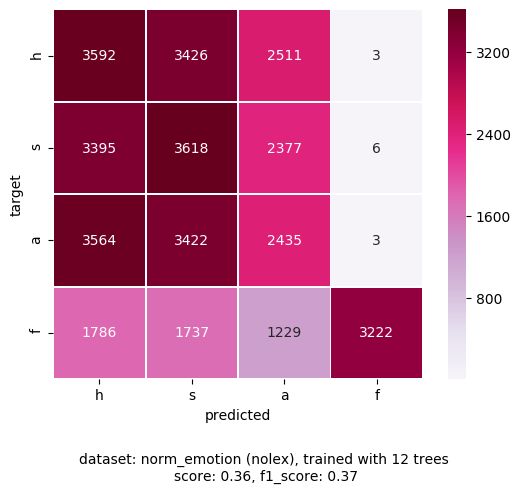 h 3592 3426 2511 3
s 3395 3618 2377 6
a 3564 3422 2435 3
f 1786 1737 1229 3222
h s a f
predicted
target
3200
2400
1600
800
dataset: norm_emotion (nolex), trained with 12 trees
score: 0.36, f1_score: 0.37